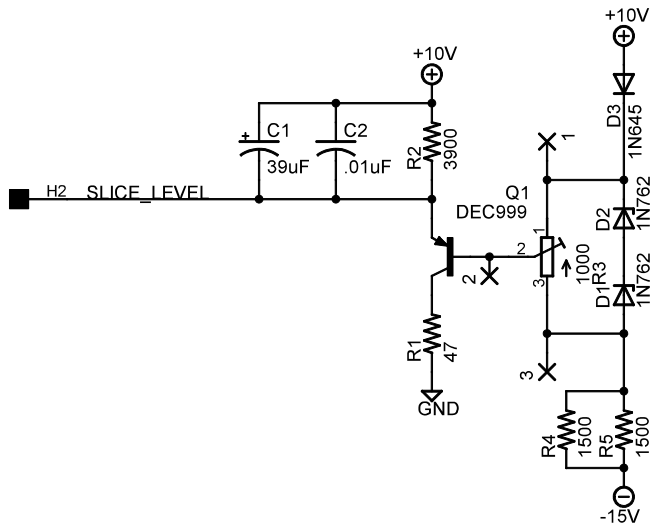 +10V
+10V
D3
1N645
1
+
C1
39uF
C2
.01uF
R2
3900
H2
SLICE_LEVEL
Q1
DEC999
D2
1N762
1
2
3
2
1000
R3
D1
1N762
R1
47
3
GND
R4
1500
R5
1500
-15V